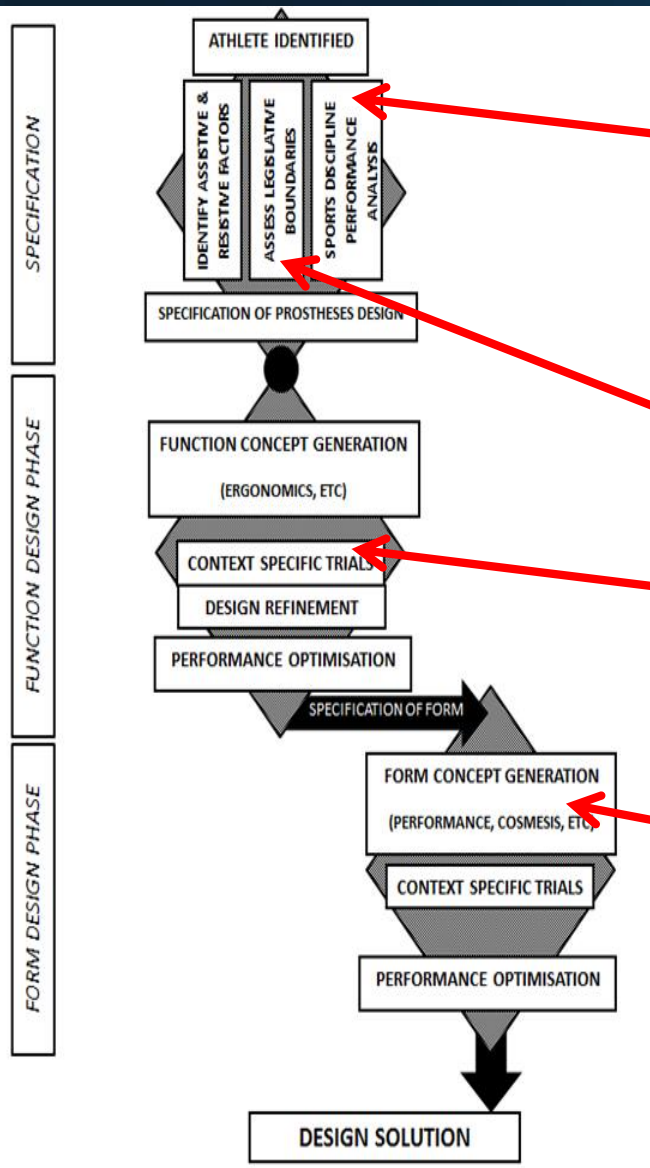 SPECIFICATION
ATHLETE IDENTIFIED
IDENTIFY ASSISTIVE &
RESISTIVE FACTORS
ASSESS LEGISLATIVE
BOUNDARIES
SPORTS DISCIPLINE
PERFORMANCE
ANALYSIS
SPECIFICATION OF PROSTHESES DESIGN
FUNCTION DESIGN PHASE
FUNCTION CONCEPT GENERATION
(ERGONOMICS, ETC)
CONTEXT SPECIFIC TRIALS
DESIGN REFINEMENT
PERFORMANCE OPTIMISATION
SPECIFICATION OF FORM
FORM DESIGN PHASE
FORM CONCEPT GENERATION
(PERFORMANCE, COSMESIS, ETC)
CONTEXT SPECIFIC TRIALS
PERFORMANCE OPTIMISATION
DESIGN SOLUTION